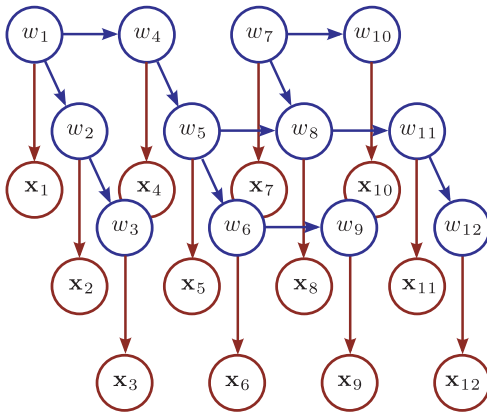 w₁ w₄ w₇ w₁₀
w₂ w₅ w₈ w₁₁
x₁ x₄ x₇ x₁₀
w₃ w₆ w₉ w₁₂
x₂ x₅ x₈ x₁₁
x₃ x₆ x₉ x₁₂